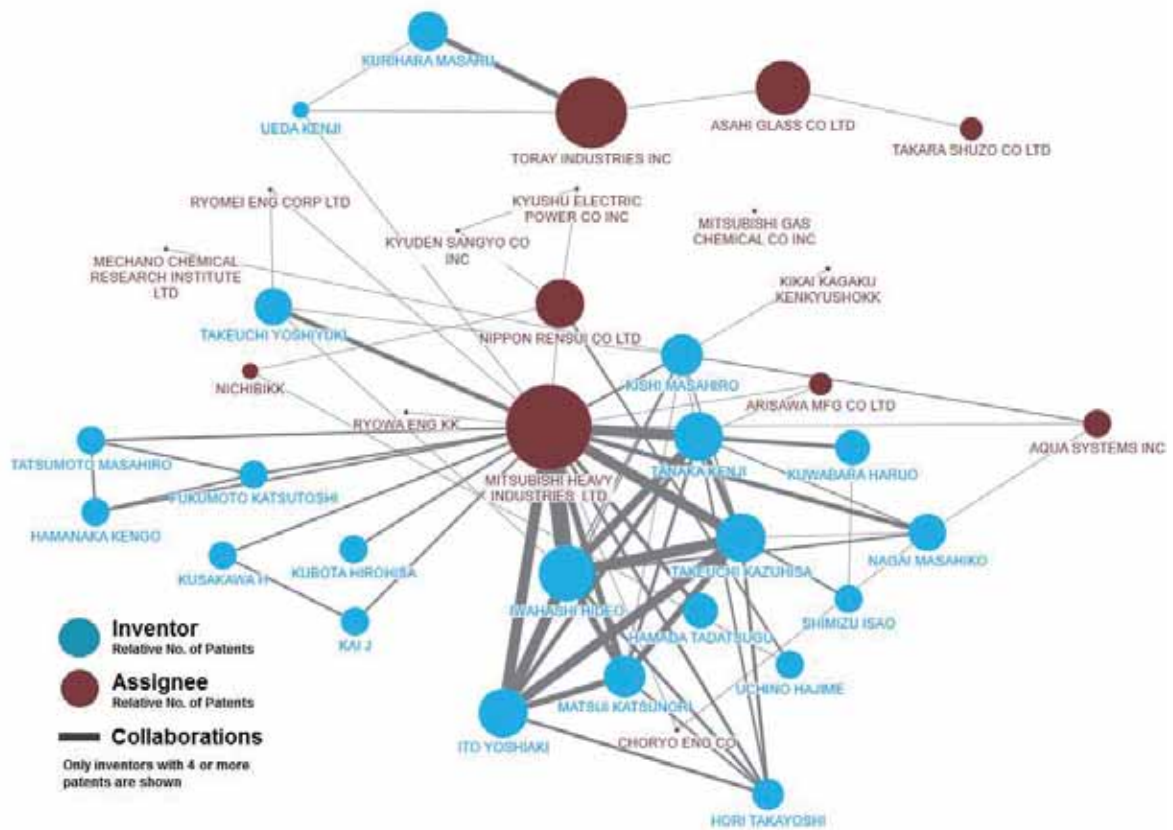 KURIHARA MASARU
UEDA KENJI
TORAY INDUSTRIES INC
ASAHI GLASS CO LTD
TAKARA SHUZO CO LTD
RYOMEI ENG CORP LTD
KYUSHU ELECTRIC
POWER CO INC
KYUDEN SANGYO CO
INC
MITSUBISHI GAS
CHEMICAL CO INC
MECHANO CHEMICAL
RESEARCH INSTITUTE
LTD
KIKAI KAGAKU
KENKYUSHOKK
TAKEUCHI YOSHIYUKI
NIPPON RENSUI CO LTD
NICHIBIKK
KISHI MASAHIRO
ARISAWA MFG CO LTD
RYOWA ENG KK
AQUA SYSTEMS INC
TATSUMOTO MASAHIRO
FUKUMOTO KATSUTOSHI
MITSUBISHI HEAVY
INDUSTRIES, LTD
TANAKA KENJI
KUWABARA HARUO
HAMANAKA KENGO
KUSAKAWA H
KUBOTA HIROHISA
IWAHASHI HIDEO
TAKEUCHI KAZUHISA
NAGAI MASAHIKO
KAI J
HAMADA TADATSUGU
SHIMIZU ISAO
UCHINO HAJIME
MATSUI KATSUNORI
ITO YOSHIAKI
CHORYO ENG CO
HORI TAKAYOSHI
Inventor
Relative No. of Patents
Assignee
Relative No. of Patents
Collaborations
Only inventors with 4 or more
patents are shown